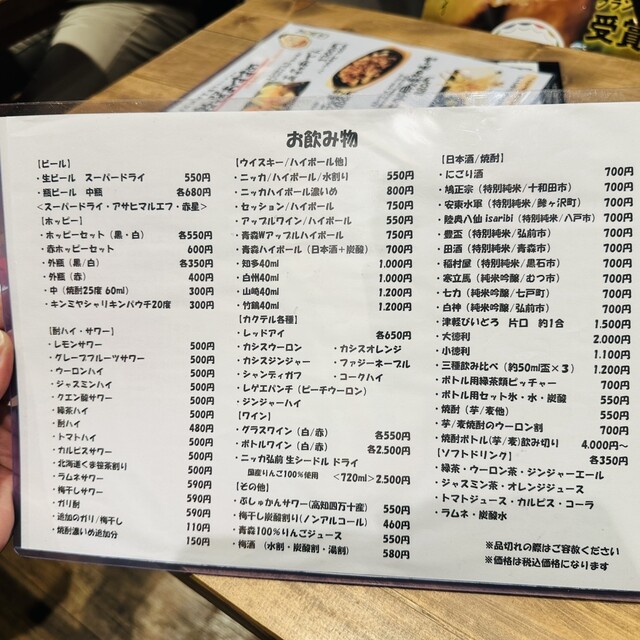 お飲み物
【ビール】
・生ビール スーパードライ 550円
・瓶ビール 中瓶 各680円
<スーパードライ・アサヒマルエフ・赤星>
【ホッピー】
・ホッピーセット(黒・白) 各550円
・赤ホッピーセット 600円
・外瓶(黒/白) 各350円
・外瓶(赤) 400円
・中(焼酎25度 60ml) 300円
・キンミヤシャリキンパウチ20度 300円
【酎ハイ・サワー】
・レモンサワー 500円
・グレープフルーツサワー 500円
・ウーロンハイ 500円
・ジャスミンハイ 500円
・クエン酸サワー 500円
・緑茶ハイ 500円
・酎ハイ 480円
・トマトハイ 500円
・カルピスサワー 500円
・北海道くま笹茶割り 500円
・ラムネサワー 590円
・梅干しサワー 590円
・ガリ酎 590円
・追加のガリ/梅干し 110円
・焼酎濃いめ追加分 150円
【ウイスキー/ハイボール他】
・ニッカ/ハイボール/水割り 550円
・ニッカハイボール濃いめ 800円
・セッション/ハイボール 750円
・アップルワイン/ハイボール 550円
・青森Wアップルハイボール 750円
・青森ハイボール(日本酒+炭酸) 700円
・知多40ml 1.000円
・白州40ml 1.000円
・山崎40ml 1.200円
・竹鶴40ml 1.200円
【カクテル各種】
・レッドアイ 各650円
・カシスウーロン ・カシスオレンジ
・カシスジンジャー ・ファジーネーブル
・シャンディガフ ・コークハイ
・レゲエパンチ(ピーチウーロン)
・ジンジャーハイ
【ワイン】
・グラスワイン(白/赤) 各550円
・ボトルワイン(白/赤) 各2.500円
・ニッカ弘前 生シードル ドライ
国産りんご100%使用 <720ml>2.500円
【その他】
・ぶしゅかんサワー(高知四万十産) 550円
・梅干し炭酸割り(ノンアルコール) 460円
・青森100%りんごジュース 550円
・梅酒(水割・炭酸割・湯割) 580円
【日本酒/焼酎】
・にごり酒 700円
・鳩正宗(特別純米/十和田市) 700円
・安東水軍(特別純米/鰺ヶ沢町) 700円
・陸奥八仙 isaribi(特別純米/八戸市) 700円
・豊盃(特別純米/弘前市) 700円
・田酒(特別純米/青森市) 700円
・稲村屋(特別純米/黒石市) 700円
・寒立馬(純米吟醸/むつ市) 700円
・七力(純米吟醸/七戸町) 700円
・白神(純米吟醸/弘前市) 700円
・津軽びいどろ 片口 約1合 1.500円
・大徳利 2.000円
・小徳利 1.100円
・三種飲み比べ(約50ml盃×3) 1.200円
・ボトル用緑茶類ピッチャー 700円
・ボトル用セット氷・水・炭酸 550円
・焼酎(芋/麦他) 550円
・芋/麦焼酎のウーロン割 700円
・焼酎ボトル(芋/麦)飲み切り 4.000円~
【ソフトドリンク】 各350円
・緑茶・ウーロン茶・ジンジャーエール
・ジャスミン茶・オレンジジュース
・トマトジュース・カルピス・コーラ
・ラムネ・炭酸水
※品切れの際はご容赦ください
※価格は税込価格になります
受賞